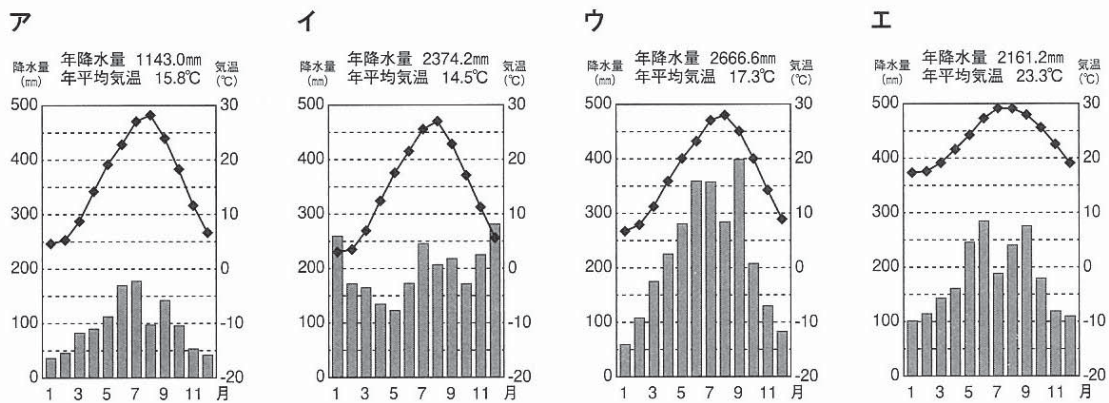 ア
降水量
(mm)
年降水量 1143.0mm
年平均気温 15.8℃
気温
(℃)
500
400
300
200
100
0
30
20
10
0
-10
-20
1 3 5 7 9 11 月
イ
降水量
(mm)
年降水量 2374.2mm
年平均気温 14.5℃
気温
(℃)
500
400
300
200
100
0
30
20
10
0
-10
-20
1 3 5 7 9 11 月
ウ
降水量
(mm)
年降水量 2666.6mm
年平均気温 17.3℃
気温
(℃)
500
400
300
200
100
0
30
20
10
0
-10
-20
1 3 5 7 9 11 月
エ
降水量
(mm)
年降水量 2161.2mm
年平均気温 23.3℃
気温
(℃)
500
400
300
200
100
0
30
20
10
0
-10
-20
1 3 5 7 9 11 月